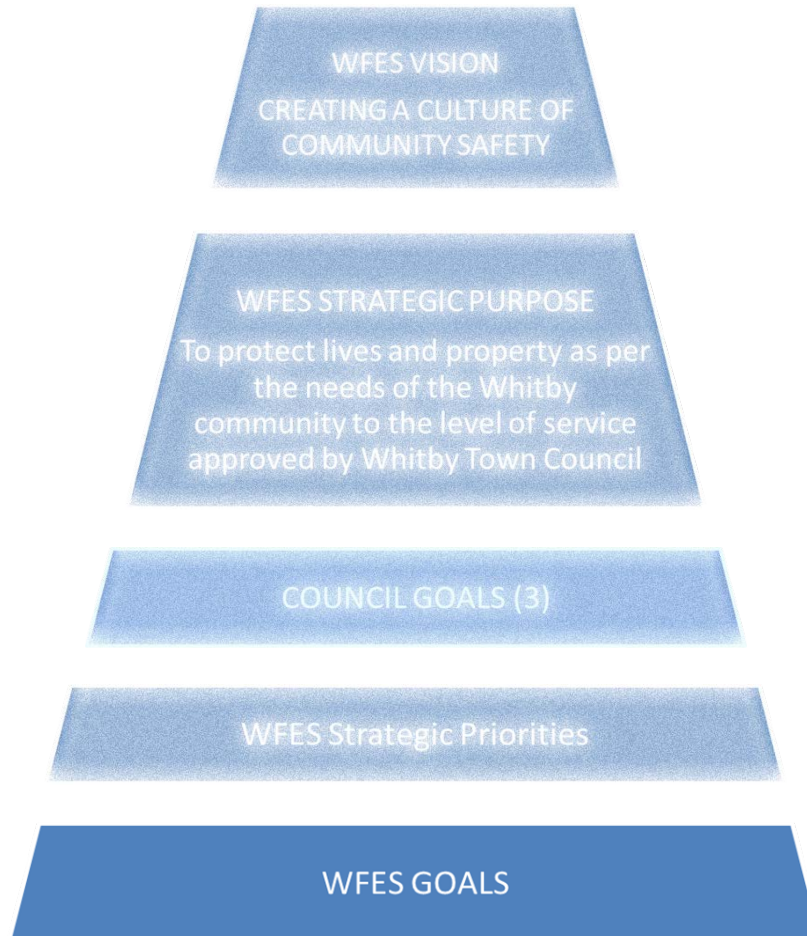 WFES VISION
CREATING A CULTURE OF
COMMUNITY SAFETY
WFES STRATEGIC PURPOSE
To protect lives and property as per
the needs of the Whitby
community to the level of service
approved by Whitby Town Council
COUNCIL GOALS (3)
WFES Strategic Priorities
WFES GOALS